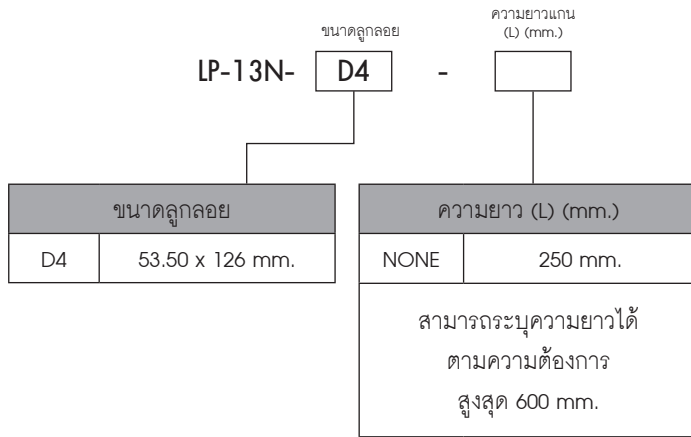 ขนาดลูกลอย
ความยาวแกน
(L) (mm.)
LP-13N- D4 -
ขนาดลูกลอย
D4 53.50 x 126 mm.
ความยาว (L) (mm.)
NONE 250 mm.
สามารถระบุความยาวได้
ตามความต้องการ
สูงสุด 600 mm.